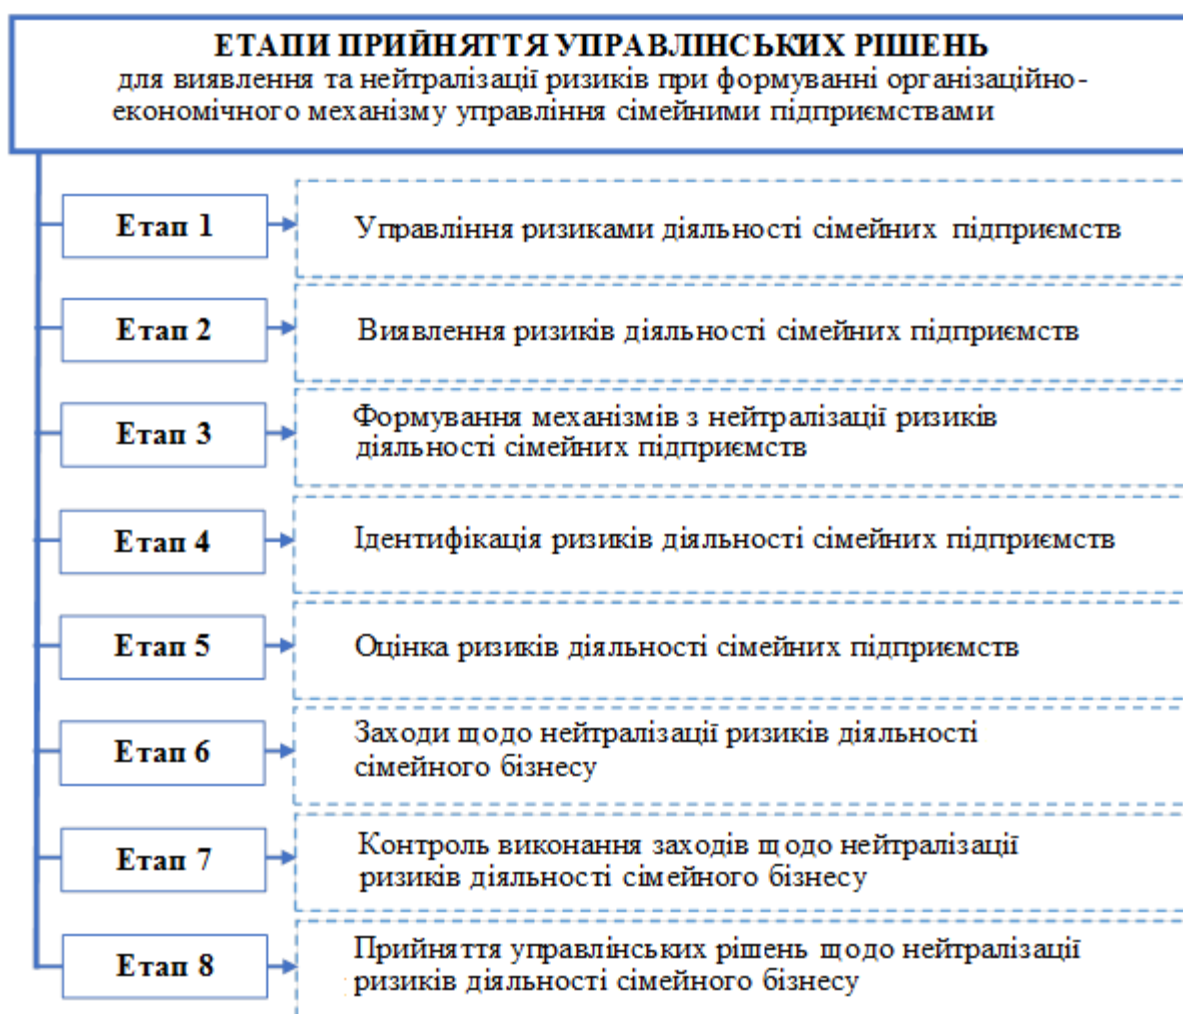 ЕТАПИ ПРИЙНЯТТЯ УПРАВЛІНСЬКИХ РІШЕНЬ
для виявлення та нейтралізації ризиків при формуванні організаційно-
економічного механізму управління сімейними підприємствами
Етап 1
Управління ризиками діяльності сімейних підприємств
Етап 2
Виявлення ризиків діяльності сімейних підприємств
Етап 3
Формування механізмів з нейтралізації ризиків
діяльності сімейних підприємств
Етап 4
Ідентифікація ризиків діяльності сімейних підприємств
Етап 5
Оцінка ризиків діяльності сімейних підприємств
Етап 6
Заходи щодо нейтралізації ризиків діяльності
сімейного бізнесу
Етап 7
Контроль виконання заходів щодо нейтралізації
ризиків діяльності сімейного бізнесу
Етап 8
Прийняття управлінських рішень щодо нейтралізації
ризиків діяльності сімейного бізнесу